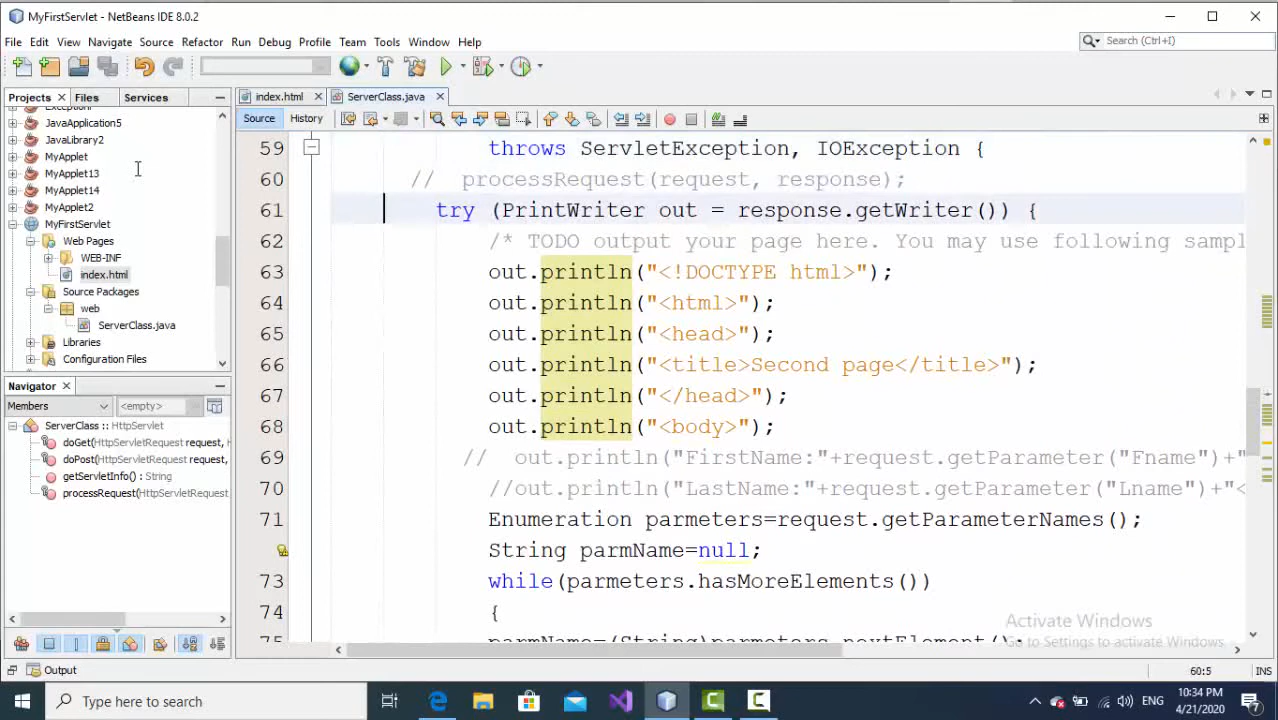 MyFirstServlet - NetBeans IDE 8.0.2
File Edit View Navigate Source Refactor Run Debug Profile Team Tools Window Help
Search (Ctrl+I)
Projects Files Services
JavaApplication5
JavaLibrary2
MyApplet
MyApplet13
MyApplet14
MyApplet2
MyFirstServlet
Web Pages
WEB-INF
index.html
Source Packages
web
ServerClass.java
Libraries
Configuration Files
Navigator
Members <empty>
ServerClass :: HttpServlet
doGet(HttpServletRequest request, H
doPost(HttpServletRequest request,
getServletInfo() : String
processRequest(HttpServletRequest
index.html ServerClass.java
Source History
59 throws ServletException, IOException {
60 // processRequest(request, response);
61 try (PrintWriter out = response.getWriter()) {
62 /* TODO output your page here. You may use following sampl
63 out.println("<!DOCTYPE html>");
64 out.println("<html>");
65 out.println("<head>");
66 out.println("<title>Second page</title>");
67 out.println("</head>");
68 out.println("<body>");
69 // out.println("FirstName:"+request.getParameter("Fname")+"
70 //out.println("LastName:"+request.getParameter("Lname")+"<
71 Enumeration parmeters=request.getParameterNames();
String parmName=null;
73 while(parmeters.hasMoreElements())
74 {
75 parmName=(String)parmeters.nextElement();
Activate Windows
Go to Settings to activate Windows.
Output
60:5 INS
Type here to search
ENG
10:34 PM
4/21/2020
7